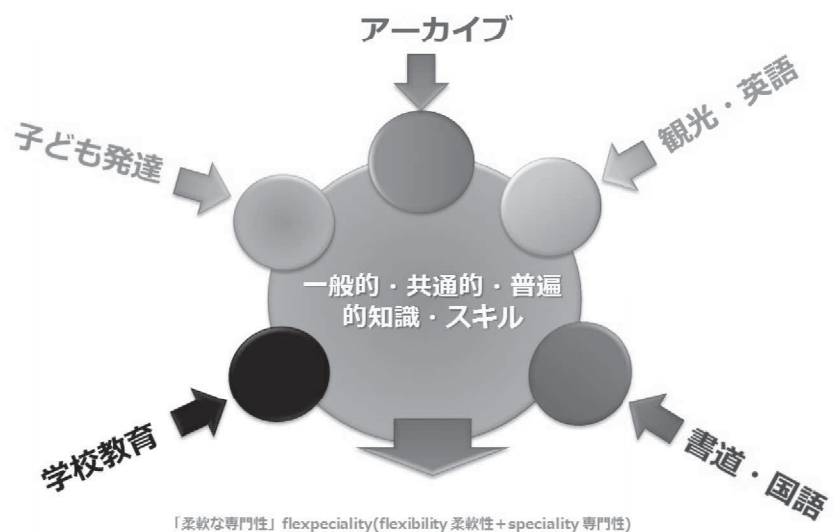 アーカイブ
子ども発達
観光・英語
一般的・共通的・普遍
的知識・スキル
学校教育
書道・国語
「柔軟な専門性」flexpeciality(flexibility 柔軟性+speciality 専門性)